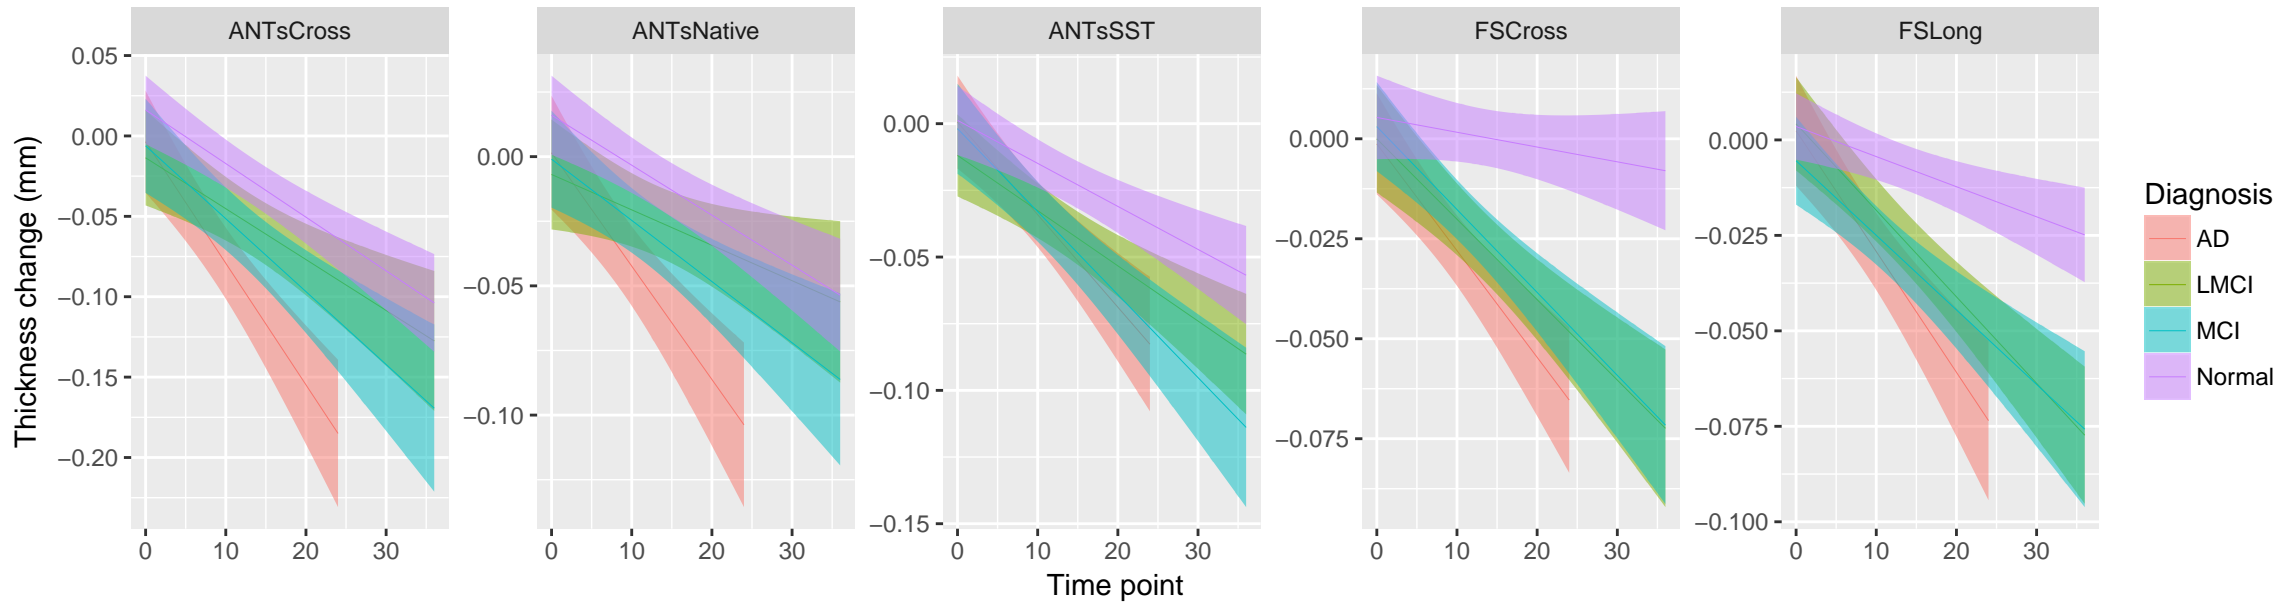 ANTsCross ANTsNative ANTsSST FSCross FSLong
Thickness change (mm)
0.05
0.00
−0.05
−0.10
−0.15
−0.20
0 10 20 30
0.00
−0.05
−0.10
0 10 20 30
0.00
−0.05
−0.10
−0.15
0 10 20 30
0.000
−0.025
−0.050
−0.075
0 10 20 30
0.000
−0.025
−0.050
−0.075
−0.100
0 10 20 30
Time point
Diagnosis
AD
LMCI
MCI
Normal